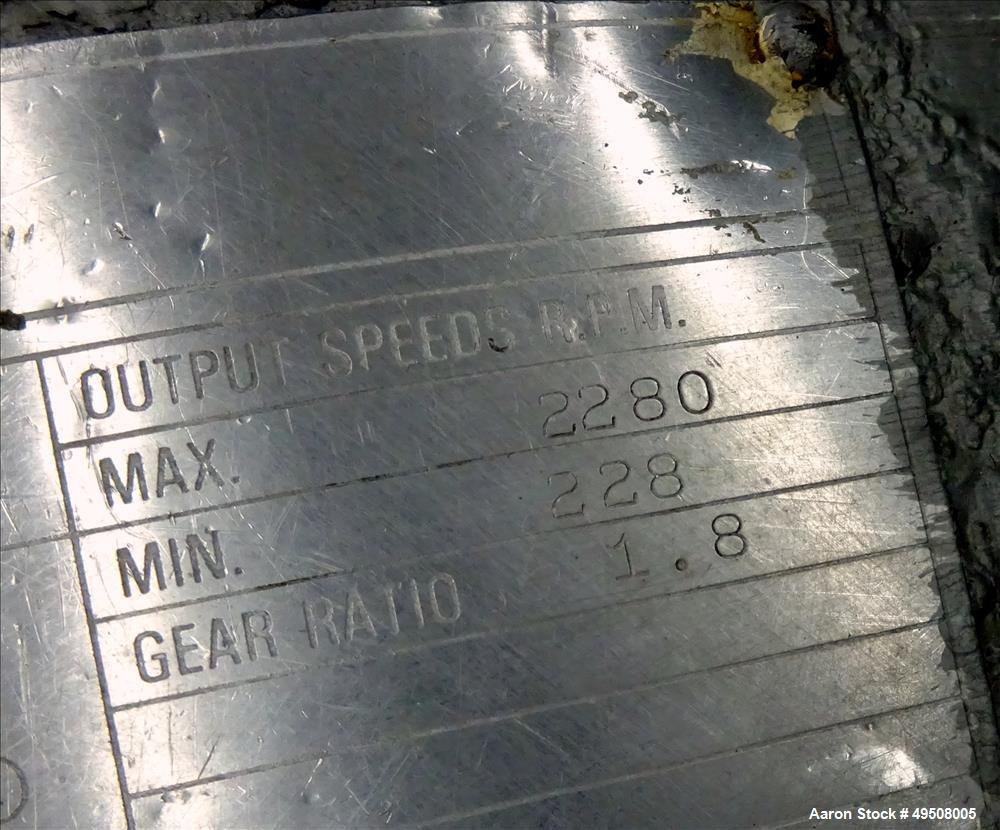 OUTPUT SPEEDS R.P.M.
MAX. 2280
MIN. 228
GEAR RATIO 1.8
Aaron Stock # 49508005